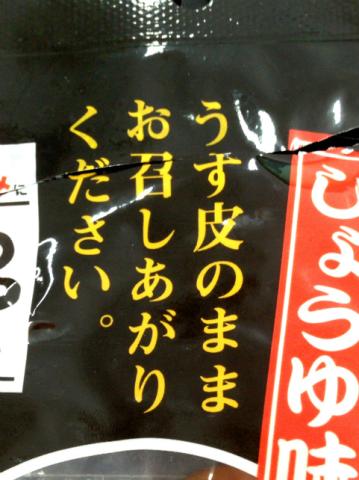 しょうゆ味
うす皮のまま
お召しあがり
ください。
に